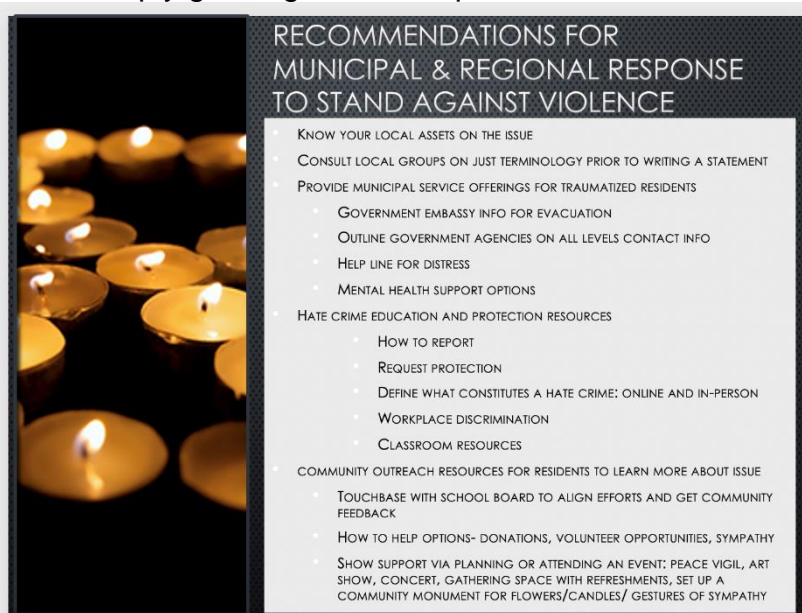 RECOMMENDATIONS FOR
MUNICIPAL & REGIONAL RESPONSE
TO STAND AGAINST VIOLENCE
KNOW YOUR LOCAL ASSETS ON THE ISSUE
CONSULT LOCAL GROUPS ON JUST TERMINOLOGY PRIOR TO WRITING A STATEMENT
PROVIDE MUNICIPAL SERVICE OFFERINGS FOR TRAUMATIZED RESIDENTS
GOVERNMENT EMBASSY INFO FOR EVACUATION
OUTLINE GOVERNMENT AGENCIES ON ALL LEVELS CONTACT INFO
HELP LINE FOR DISTRESS
MENTAL HEALTH SUPPORT OPTIONS
HATE CRIME EDUCATION AND PROTECTION RESOURCES
HOW TO REPORT
REQUEST PROTECTION
DEFINE WHAT CONSTITUTES A HATE CRIME: ONLINE AND IN-PERSON
WORKPLACE DISCRIMINATION
CLASSROOM RESOURCES
COMMUNITY OUTREACH RESOURCES FOR RESIDENTS TO LEARN MORE ABOUT ISSUE
TOUCHBASE WITH SCHOOL BOARD TO ALIGN EFFORTS AND GET COMMUNITY
FEEDBACK
HOW TO HELP OPTIONS- DONATIONS, VOLUNTEER OPPORTUNITIES, SYMPATHY
SHOW SUPPORT VIA PLANNING OR ATTENDING AN EVENT: PEACE VIGIL, ART
SHOW, CONCERT, GATHERING SPACE WITH REFRESHMENTS, SET UP A
COMMUNITY MONUMENT FOR FLOWERS/CANDLES/ GESTURES OF SYMPATHY